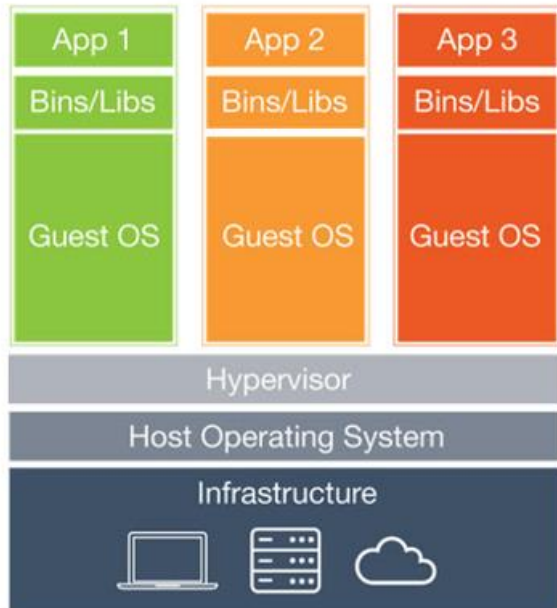 App 1
App 2
App 3
Bins/Libs
Bins/Libs
Bins/Libs
Guest OS
Guest OS
Guest OS
Hypervisor
Host Operating System
Infrastructure